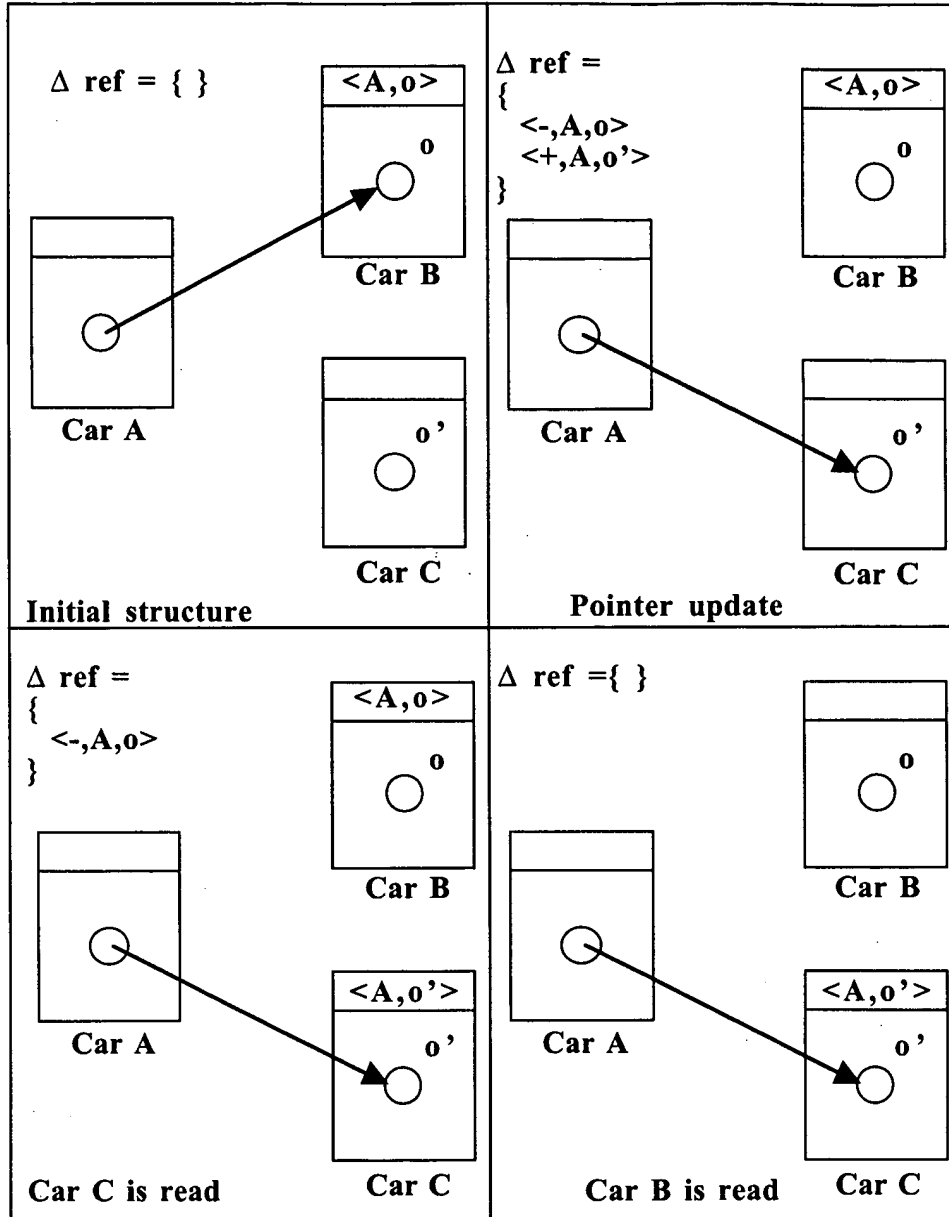 Δ ref = { }
<A,o>
o
Car B
Car A
o’
Car C
Initial structure
Δ ref =
{
<-,A,o>
<+,A,o’>
}
<A,o>
o
Car B
Car A
o’
Car C
Pointer update
Δ ref =
{
<-,A,o>
}
<A,o>
o
Car B
Car A
<A,o’>
o’
Car C
Car C is read
Δ ref ={ }
o
Car B
Car A
<A,o’>
o’
Car C
Car B is read